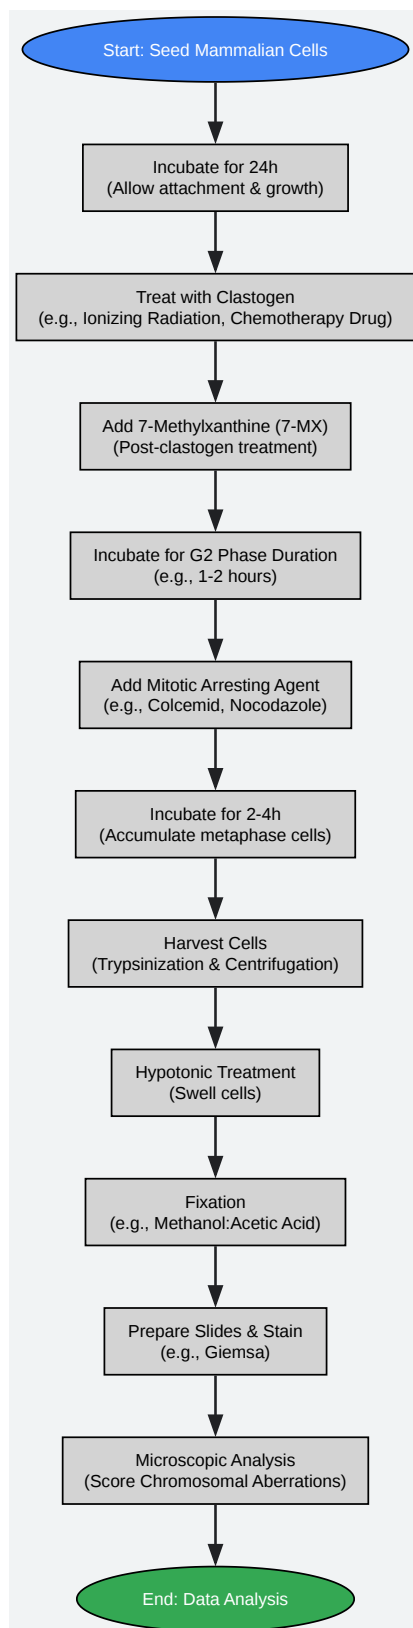 Start: Seed Mammalian Cells
Incubate for 24h
(Allow attachment & growth)
Treat with Clastogen
(e.g., Ionizing Radiation, Chemotherapy Drug)
Add 7-Methylxanthine (7-MX)
(Post-clastogen treatment)
Incubate for G2 Phase Duration
(e.g., 1-2 hours)
Add Mitotic Arresting Agent
(e.g., Colcemid, Nocodazole)
Incubate for 2-4h
(Accumulate metaphase cells)
Harvest Cells
(Trypsinization & Centrifugation)
Hypotonic Treatment
(Swell cells)
Fixation
(e.g., Methanol:Acetic Acid)
Prepare Slides & Stain
(e.g., Giemsa)
Microscopic Analysis
(Score Chromosomal Aberrations)
End: Data Analysis